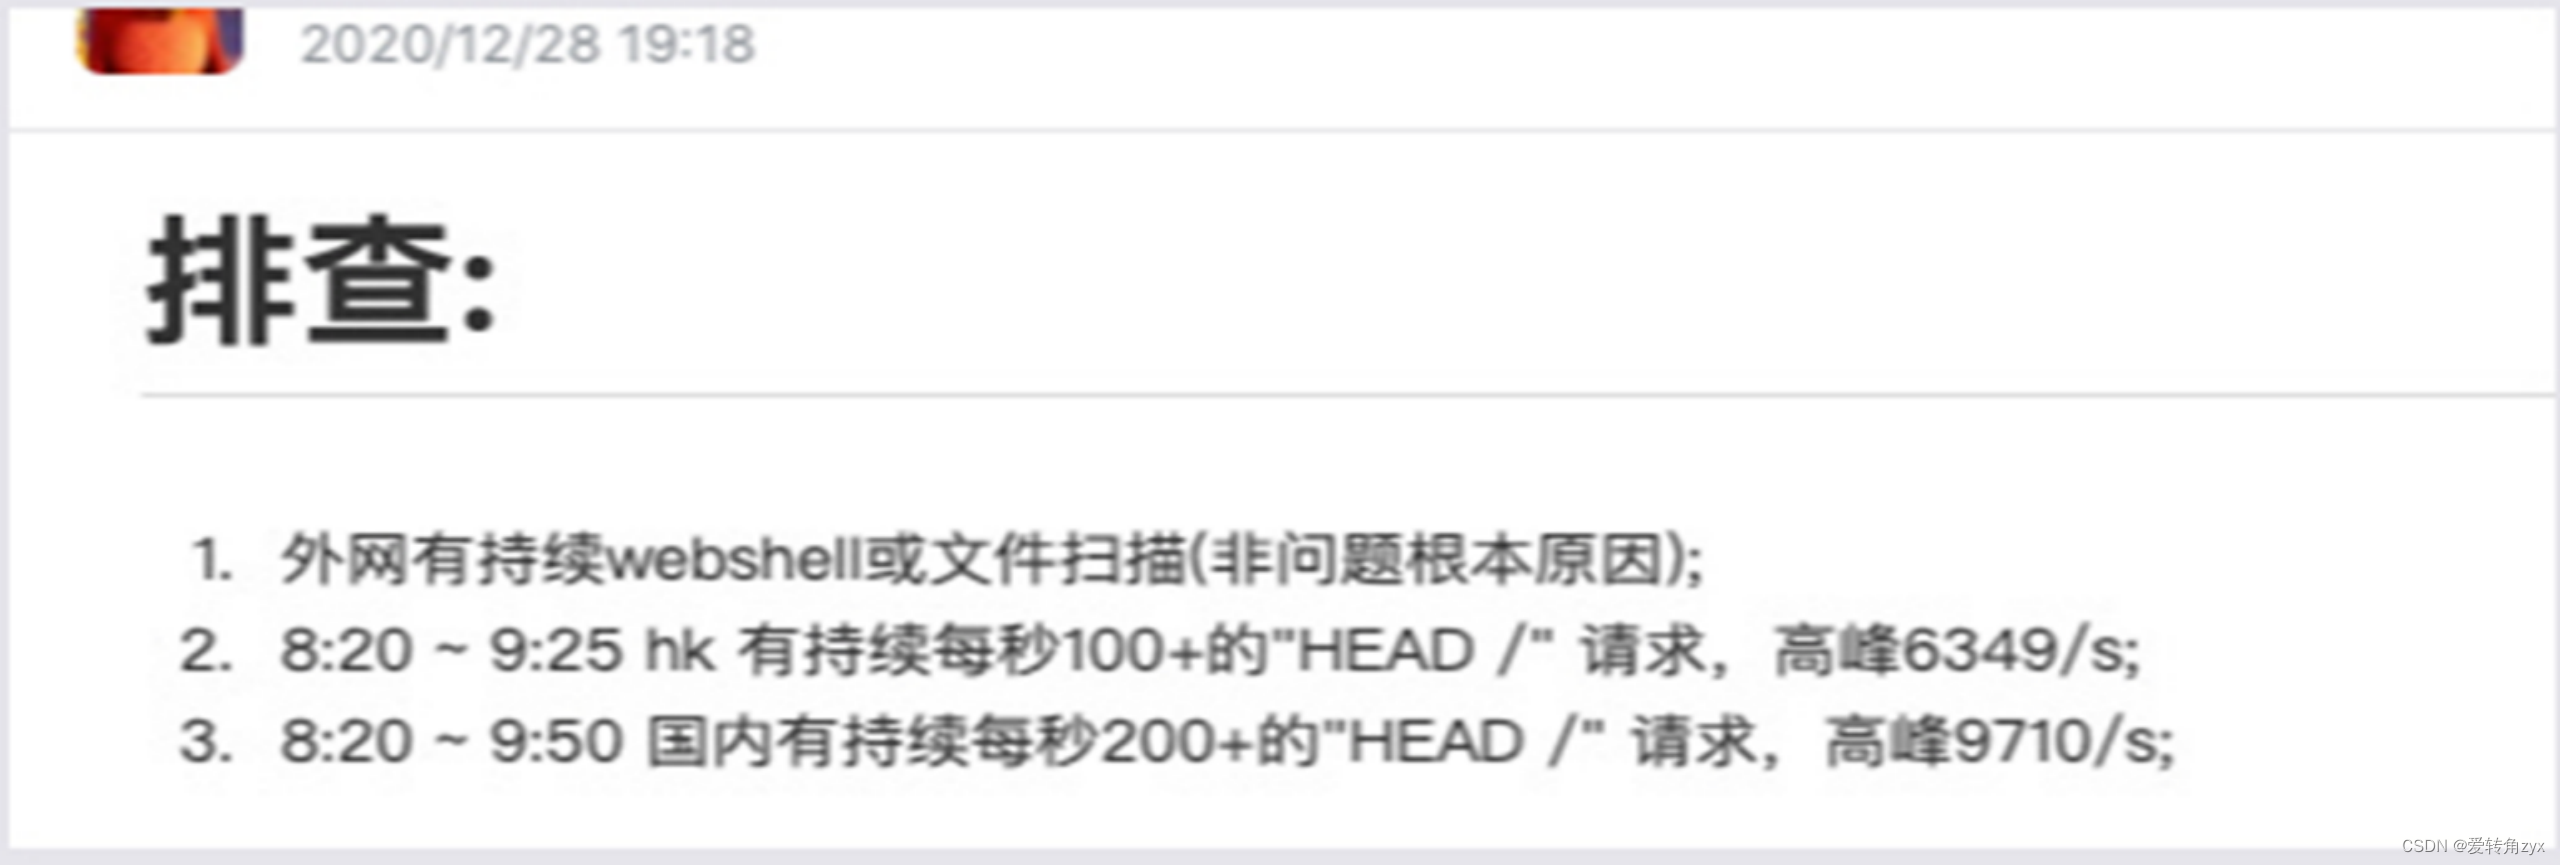 2020/12/28 19:18
排查:
1. 外网有持续webshell或文件扫描(非问题根本原因);
2. 8:20 ~ 9:25 hk 有持续每秒100+的"HEAD /" 请求，高峰6349/s;
3. 8:20 ~ 9:50 国内有持续每秒200+的"HEAD /" 请求，高峰9710/s;
CSDN @爱转角zyx